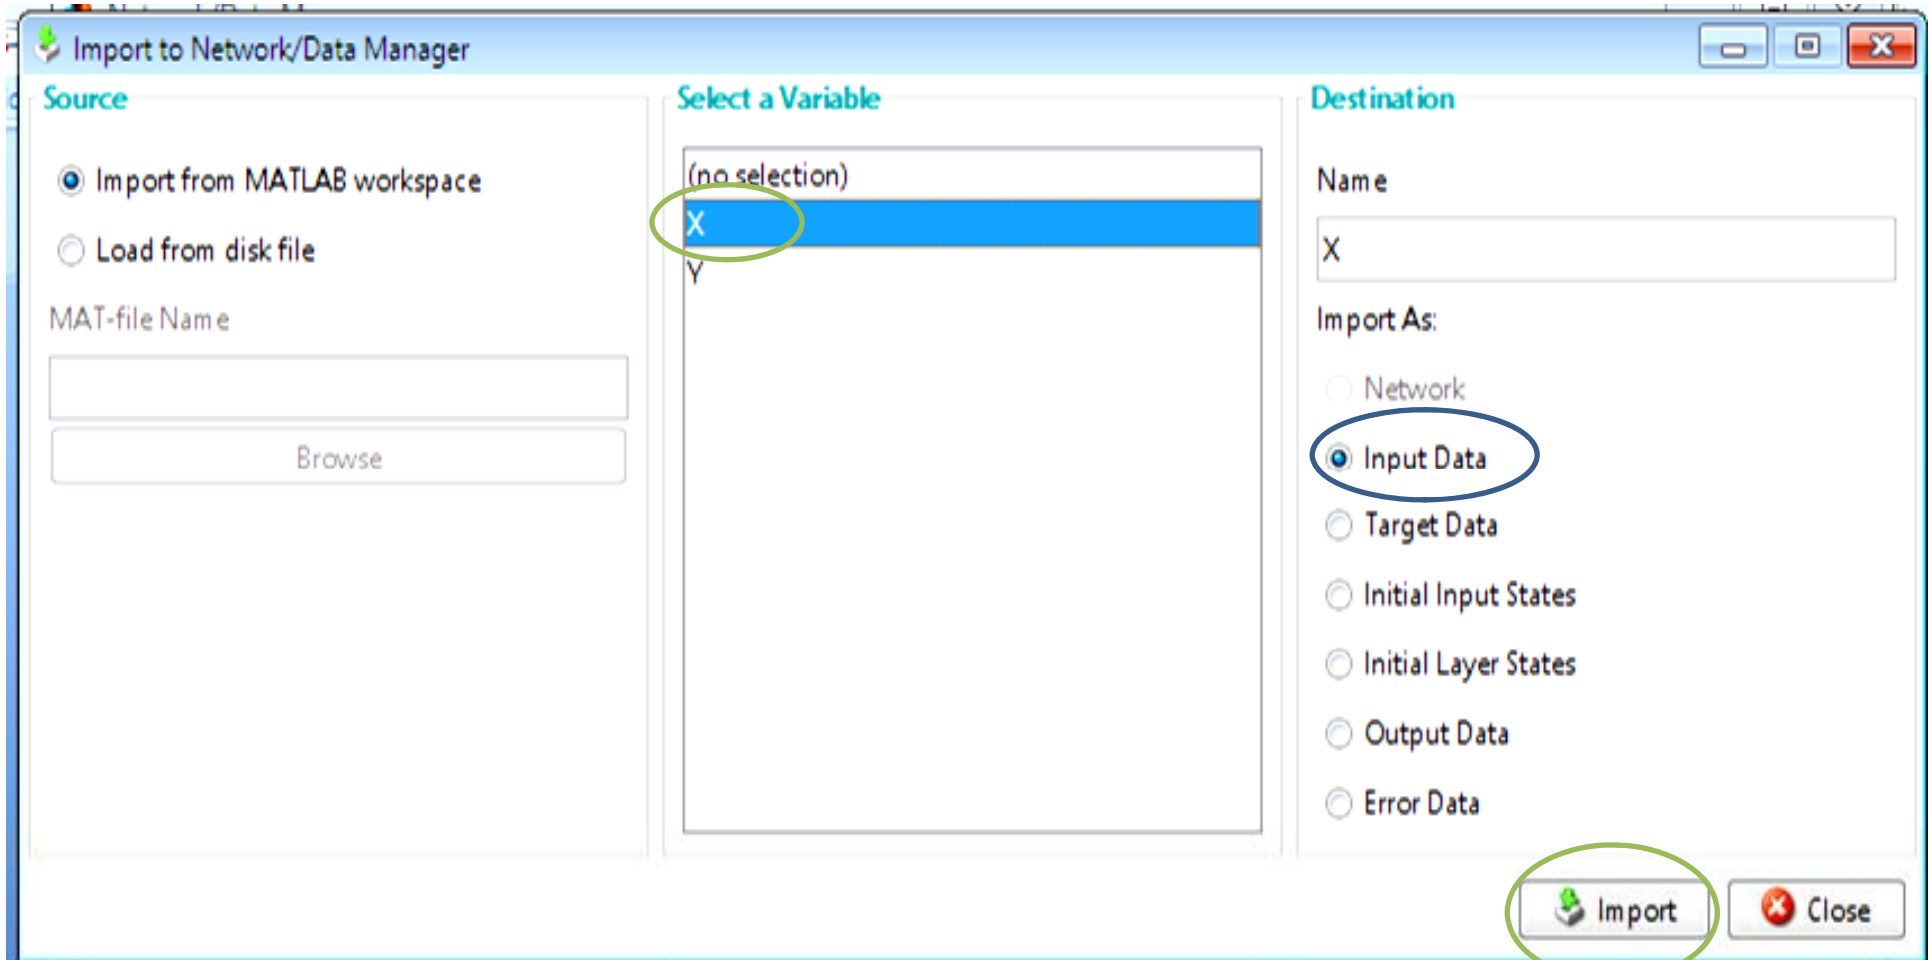 Import to Network/Data Manager
Source
Import from MATLAB workspace
Load from disk file
MAT-file Name
Browse
Select a Variable
(no selection)
X
Y
Destination
Name
X
Import As:
Network
Input Data
Target Data
Initial Input States
Initial Layer States
Output Data
Error Data
Import
Close